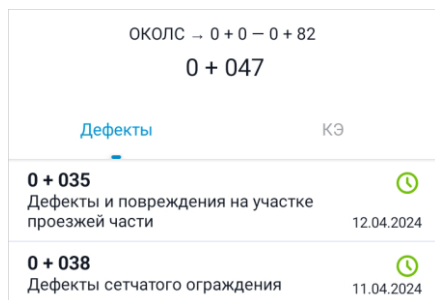 ОКОЛС → 0 + 0 — 0 + 82
0 + 047
Дефекты КЭ
0 + 035
Дефекты и повреждения на участке
проезжей части 12.04.2024
0 + 038
Дефекты сетчатого ограждения 11.04.2024